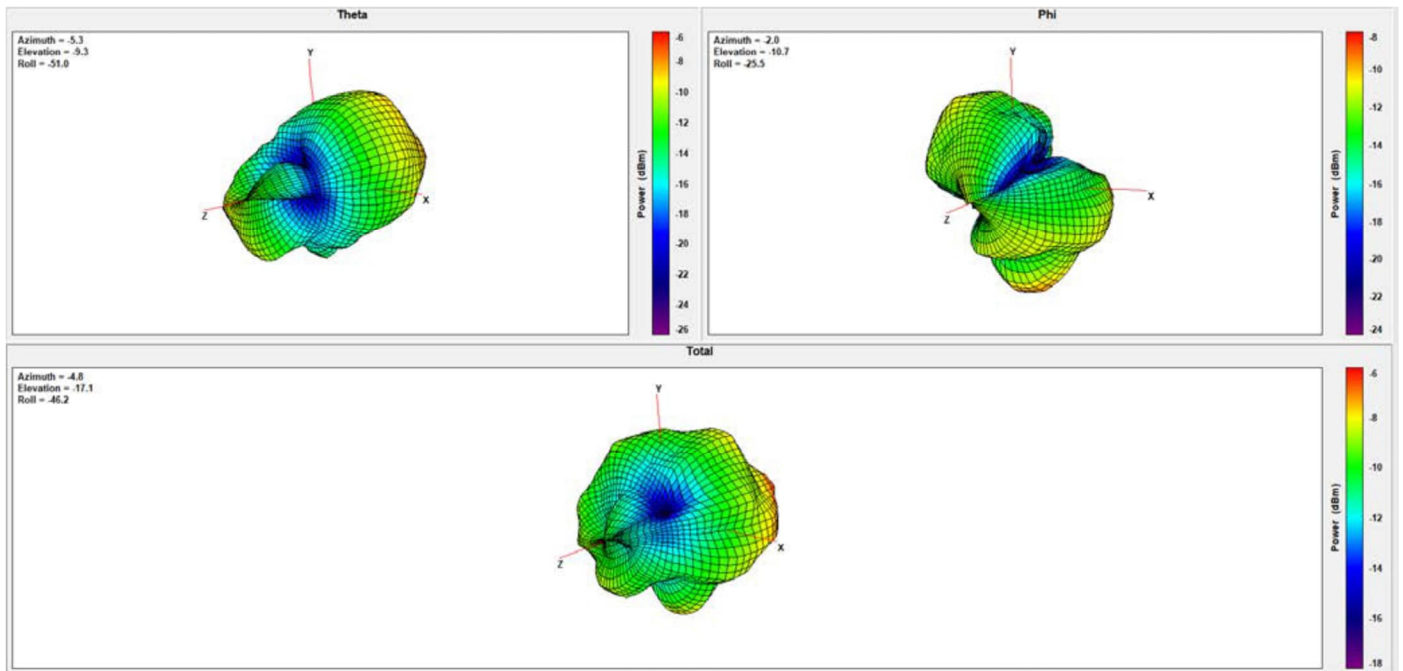 Theta
Azimuth = -5.3
Elevation = -9.3
Roll = -51.0
Y
X
Z
Power (dBm)
-6
-8
-10
-12
-14
-16
-18
-20
-22
-24
-26
Phi
Azimuth = -2.0
Elevation = -10.7
Roll = -25.5
Y
X
Z
Power (dBm)
-8
-10
-12
-14
-16
-18
-20
-22
-24
Total
Azimuth = -4.8
Elevation = -17.1
Roll = -46.2
Y
X
Z
Power (dBm)
-6
-8
-10
-12
-14
-16
-18